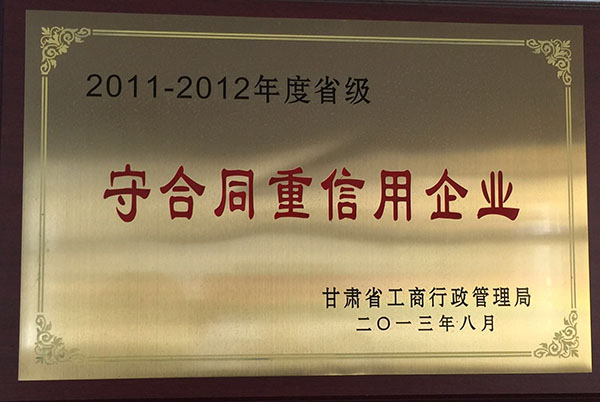 2011-2012年度省级
守合同重信用企业
甘肃省工商行政管理局
二〇一三年八月